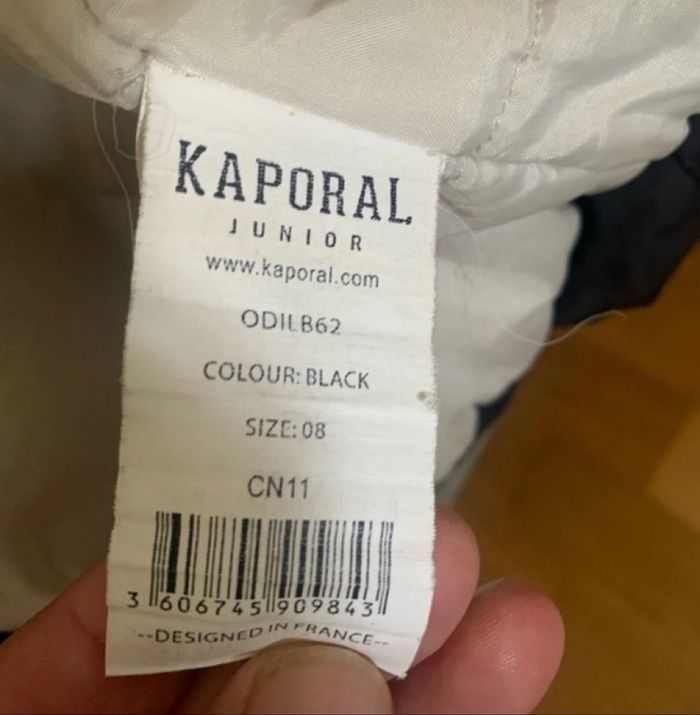 KAPORAL
JUNIOR
www.kaporal.com
ODILB62
COLOUR: BLACK
SIZE: 08
CN11
3 606745 909843
--DESIGNED IN FRANCE--